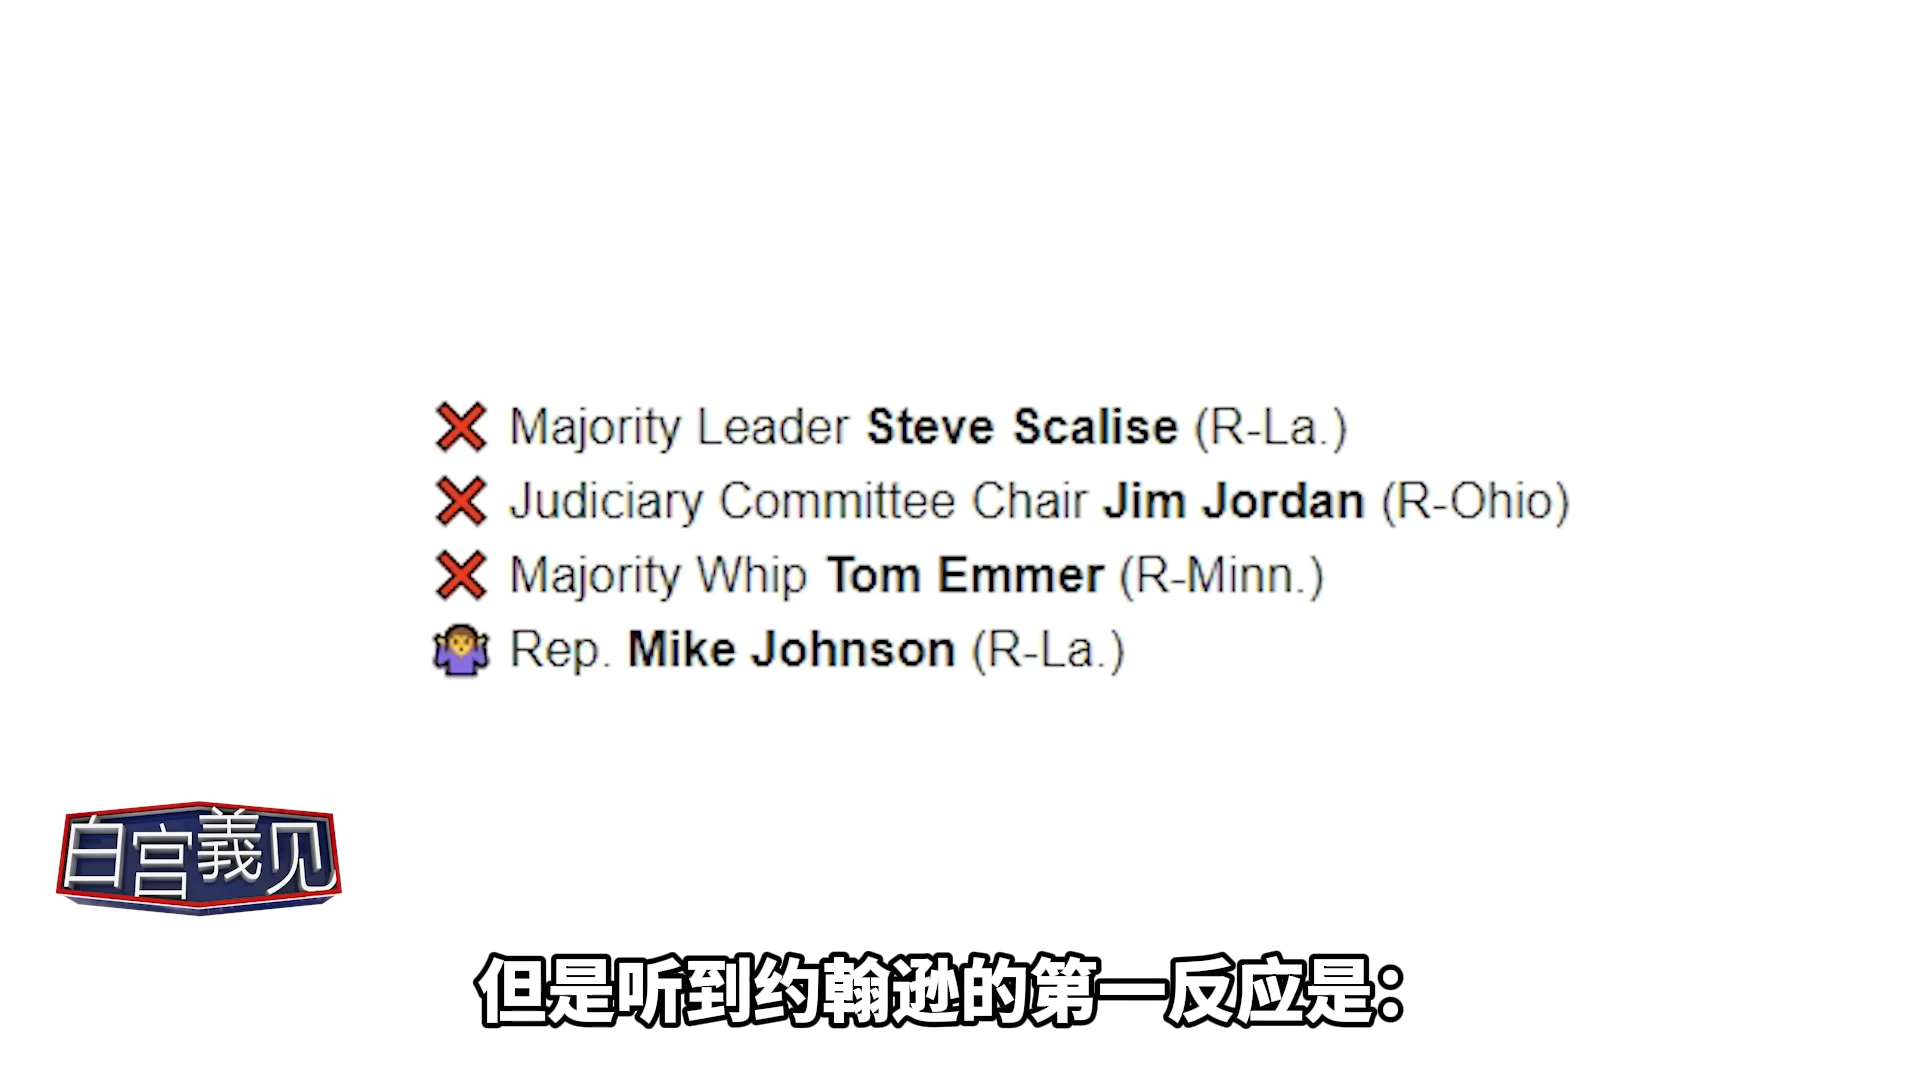 ❌ Majority Leader Steve Scalise (R-La.)
❌ Judiciary Committee Chair Jim Jordan (R-Ohio)
❌ Majority Whip Tom Emmer (R-Minn.)
🤷 Rep. Mike Johnson (R-La.)
白宫義见
但是听到约翰逊的第一反应是：